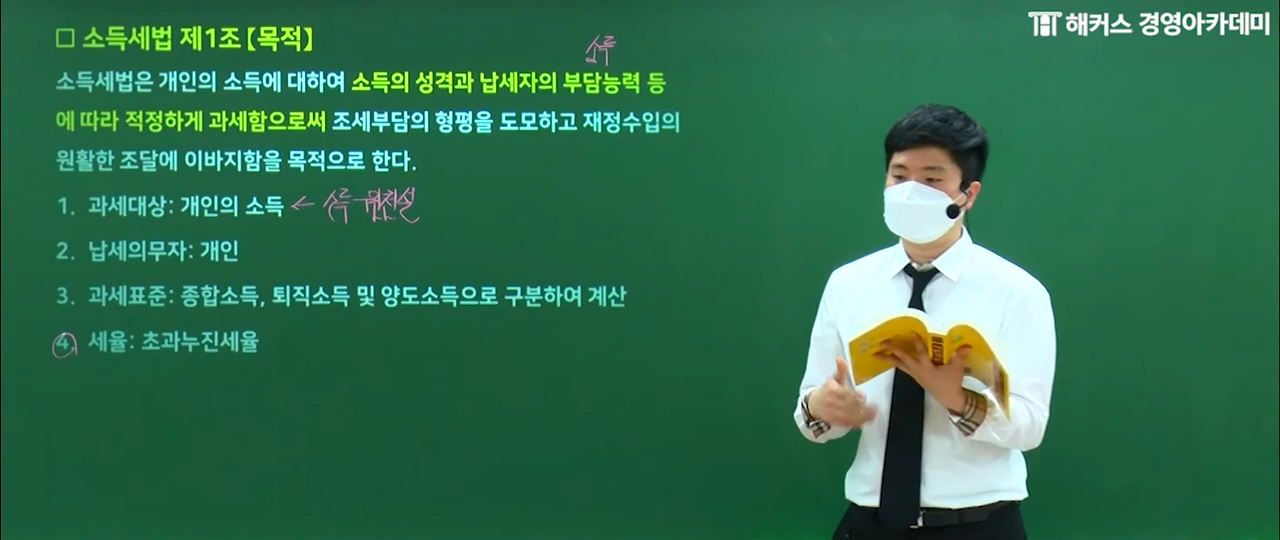 해커스 경영아카데미
□ 소득세법 제1조【목적】
소득
소득세법은 개인의 소득에 대하여 소득의 성격과 납세자의 부담능력 등
에 따라 적정하게 과세함으로써 조세부담의 형평을 도모하고 재정수입의
원활한 조달에 이바지함을 목적으로 한다.
1. 과세대상: 개인의 소득 ← 소득원천설
2. 납세의무자: 개인
3. 과세표준: 종합소득, 퇴직소득 및 양도소득으로 구분하여 계산
4. 세율: 초과누진세율